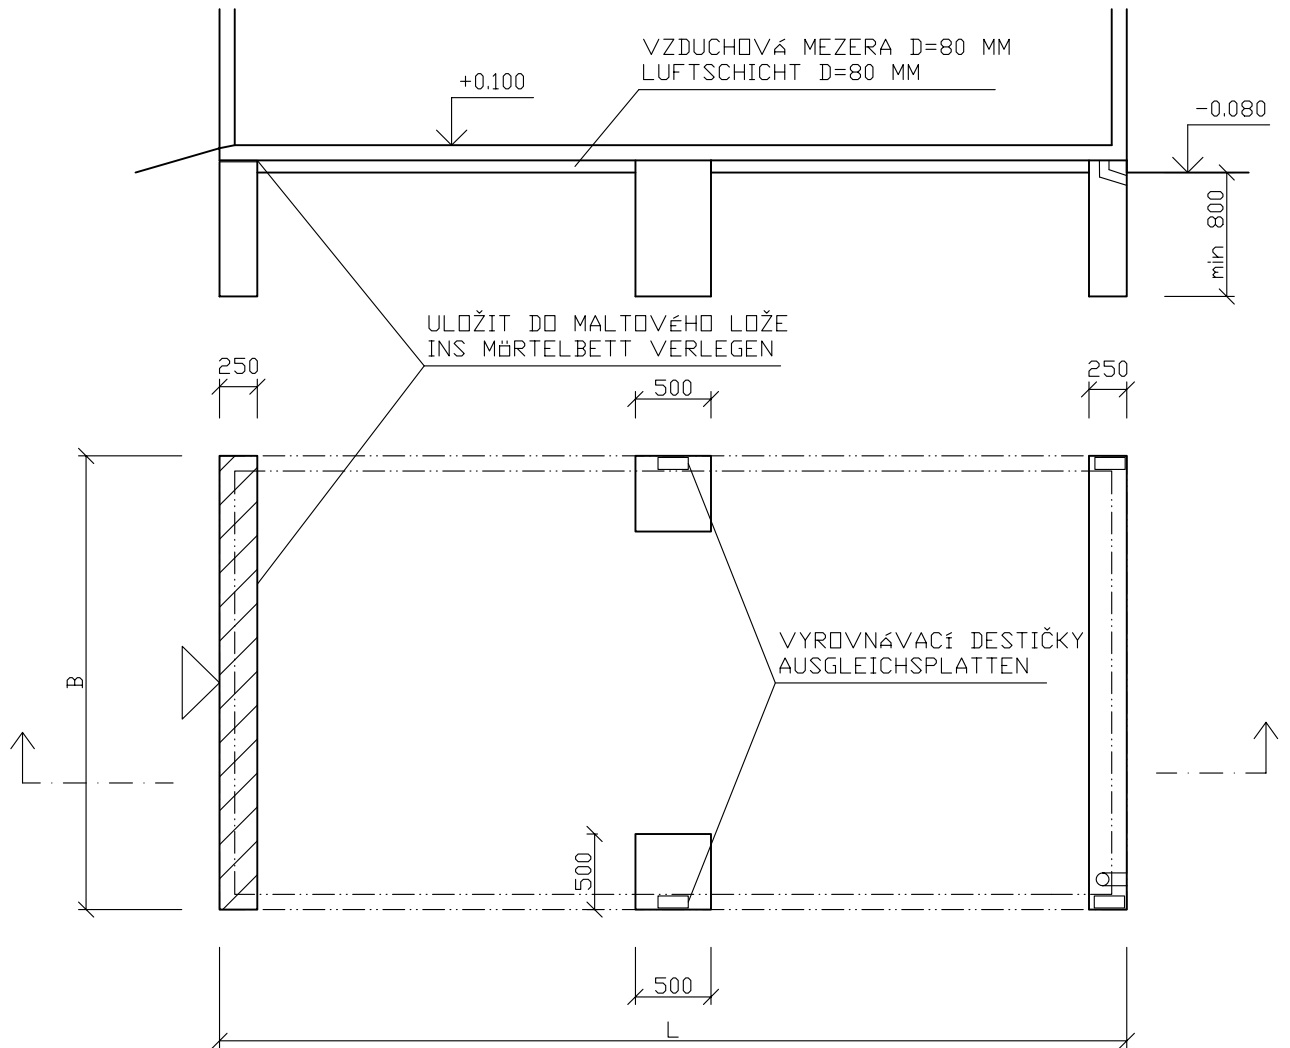 VZDUCHOVÁ MEZERA D=80 MM
LUFTSCHICHT D=80 MM
+0.100
-0.080
min 800
ULOŽIT DO MALTOVÉHO LOŽE
INS MÖRTELBETT VERLEGEN
250
500
250
VYROVNÁVACÍ DESTIČKY
AUSGLEICHSPLATTEN
B
500
500
L